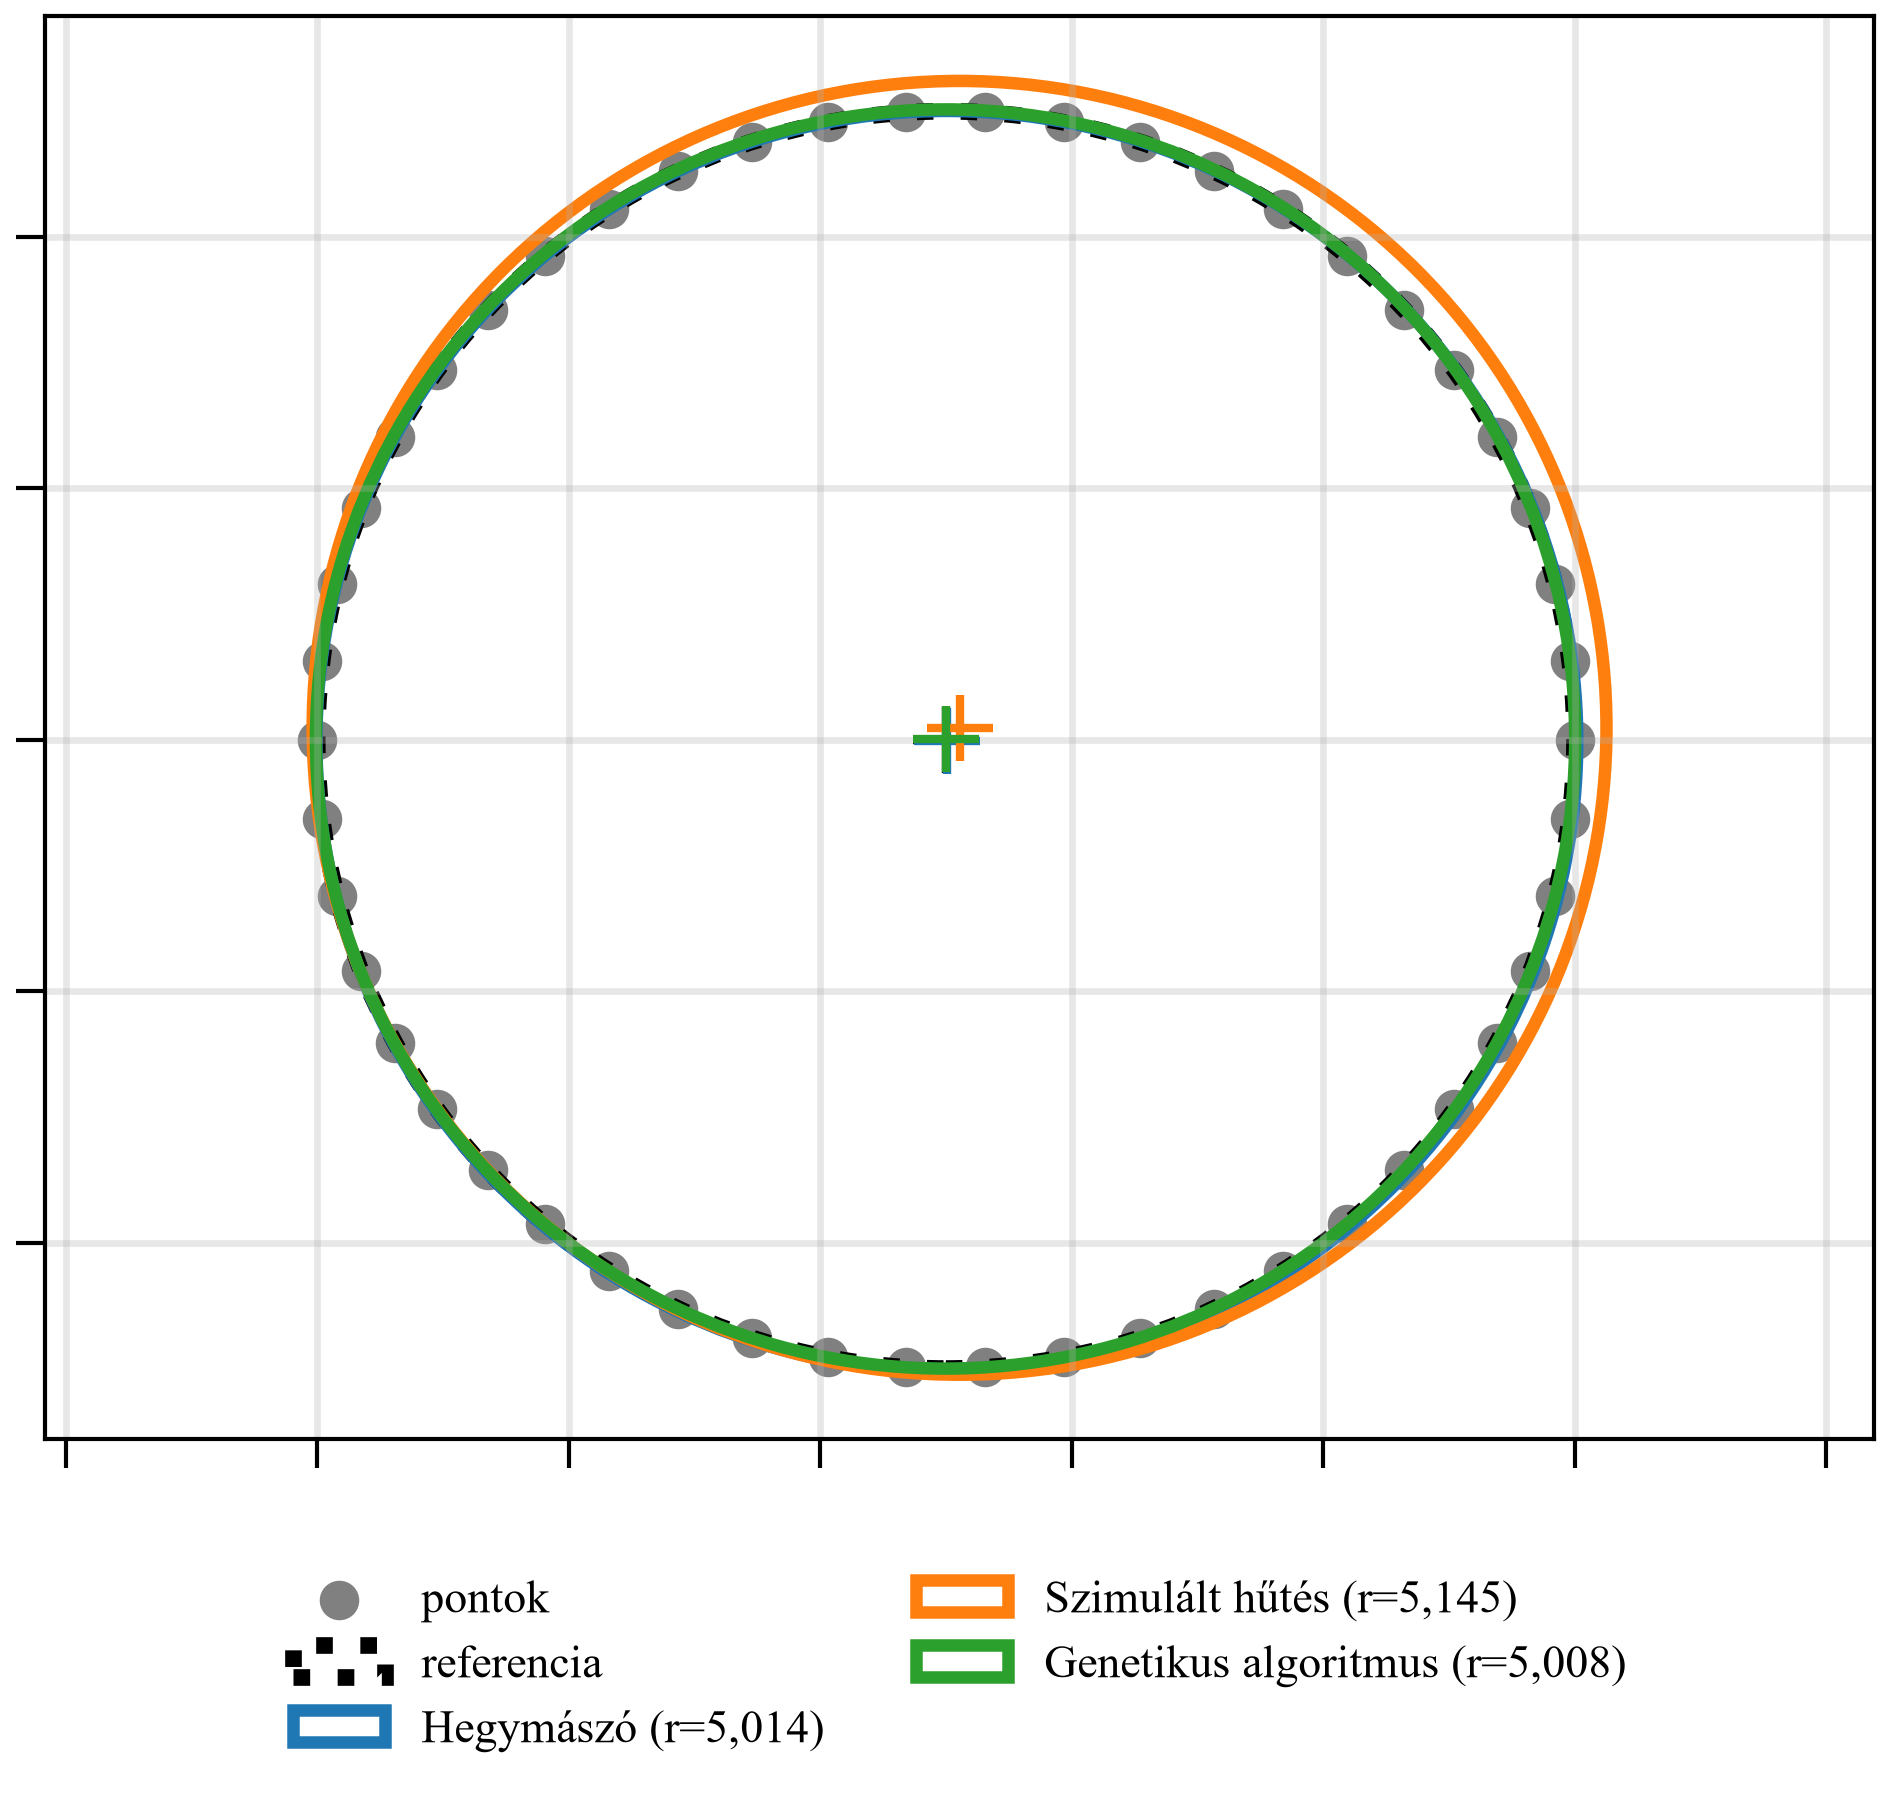 pontok
referencia
Hegymászó (r=5,014)
Szimulált hűtés (r=5,145)
Genetikus algoritmus (r=5,008)